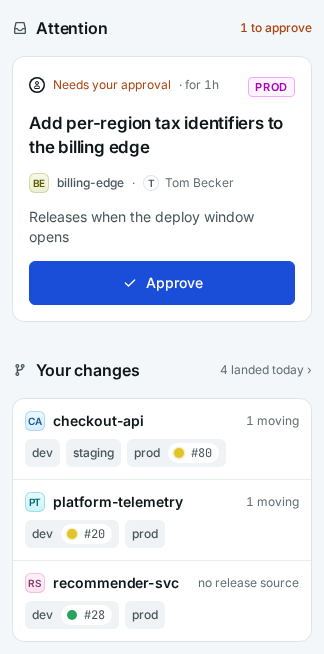 Attention
1 to approve
Needs your approval · for 1h
PROD
Add per-region tax identifiers to
the billing edge
BE billing-edge · T Tom Becker
Releases when the deploy window
opens
Approve
Your changes
4 landed today ›
CA checkout-api 1 moving
dev staging prod #80
PT platform-telemetry 1 moving
dev #20 prod
RS recommender-svc no release source
dev #28 prod